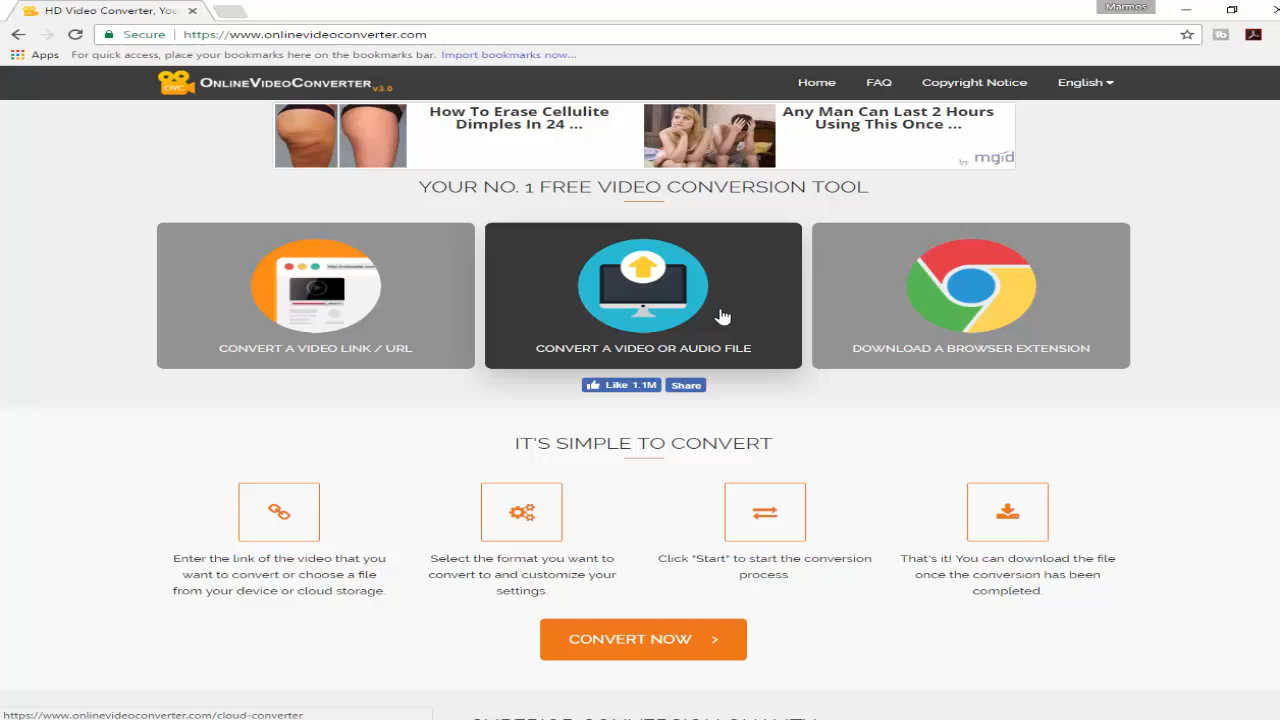 HD Video Converter, Yo
Marmos
Secure
https://www.onlinevideoconverter.com
Apps
For quick access, place your bookmarks here on the bookmarks bar.
Import bookmarks now...
OVC
ONLINEVIDEOCONVERTER v3.0
Home
FAQ
Copyright Notice
English
How To Erase Cellulite
Dimples In 24 ...
Any Man Can Last 2 Hours
Using This Once ...
by mgid
YOUR NO. 1 FREE VIDEO CONVERSION TOOL
CONVERT A VIDEO LINK / URL
CONVERT A VIDEO OR AUDIO FILE
DOWNLOAD A BROWSER EXTENSION
Like 1.1M
Share
IT'S SIMPLE TO CONVERT
Enter the link of the video that you
want to convert or choose a file
from your device or cloud storage.
Select the format you want to
convert to and customize your
settings.
Click "Start" to start the conversion
process.
That's it! You can download the file
once the conversion has been
completed.
CONVERT NOW >
https://www.onlinevideoconverter.com/cloud-converter